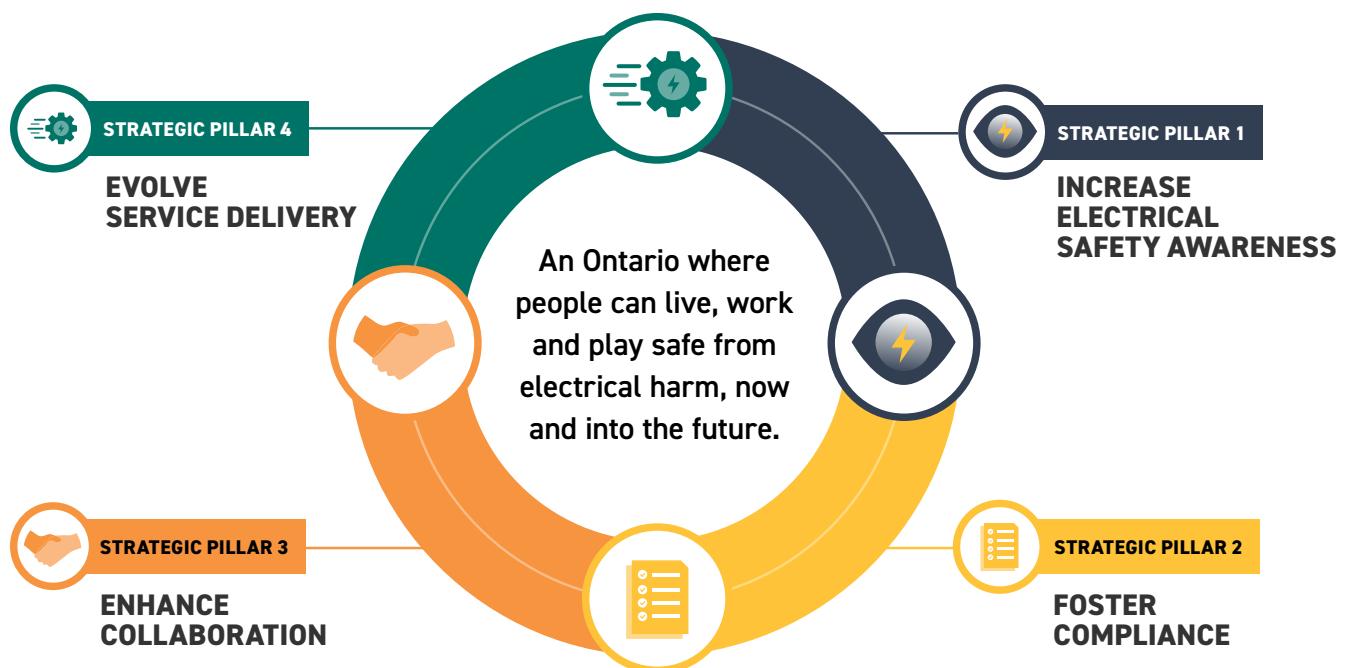 STRATEGIC PILLAR 4
EVOLVE
SERVICE DELIVERY
STRATEGIC PILLAR 1
INCREASE
ELECTRICAL
SAFETY AWARENESS
An Ontario where
people can live, work
and play safe from
electrical harm, now
and into the future.
STRATEGIC PILLAR 3
ENHANCE
COLLABORATION
STRATEGIC PILLAR 2
FOSTER
COMPLIANCE